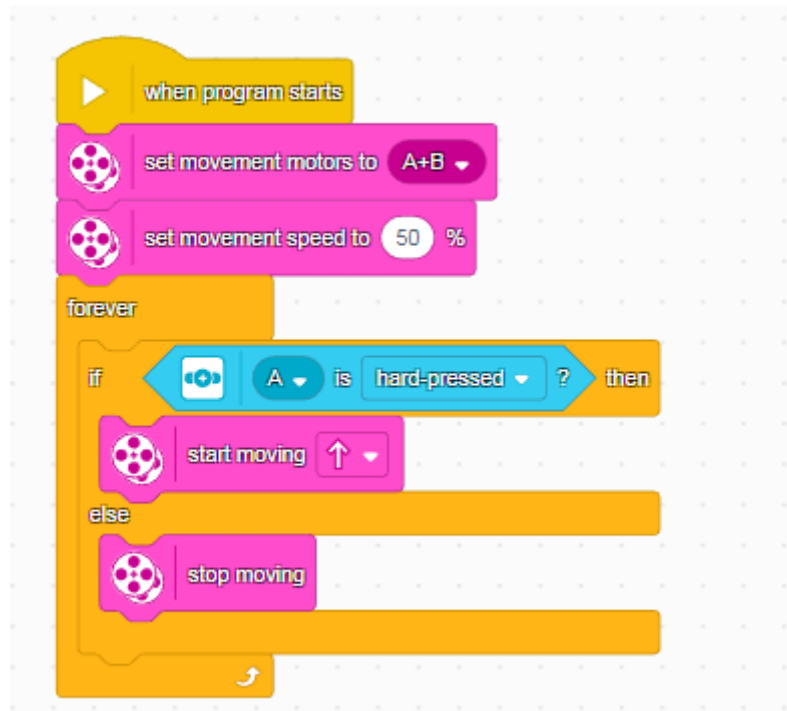 when program starts
set movement motors to A+B
set movement speed to 50 %
forever
if A is hard-pressed ? then
start moving ↑
else
stop moving